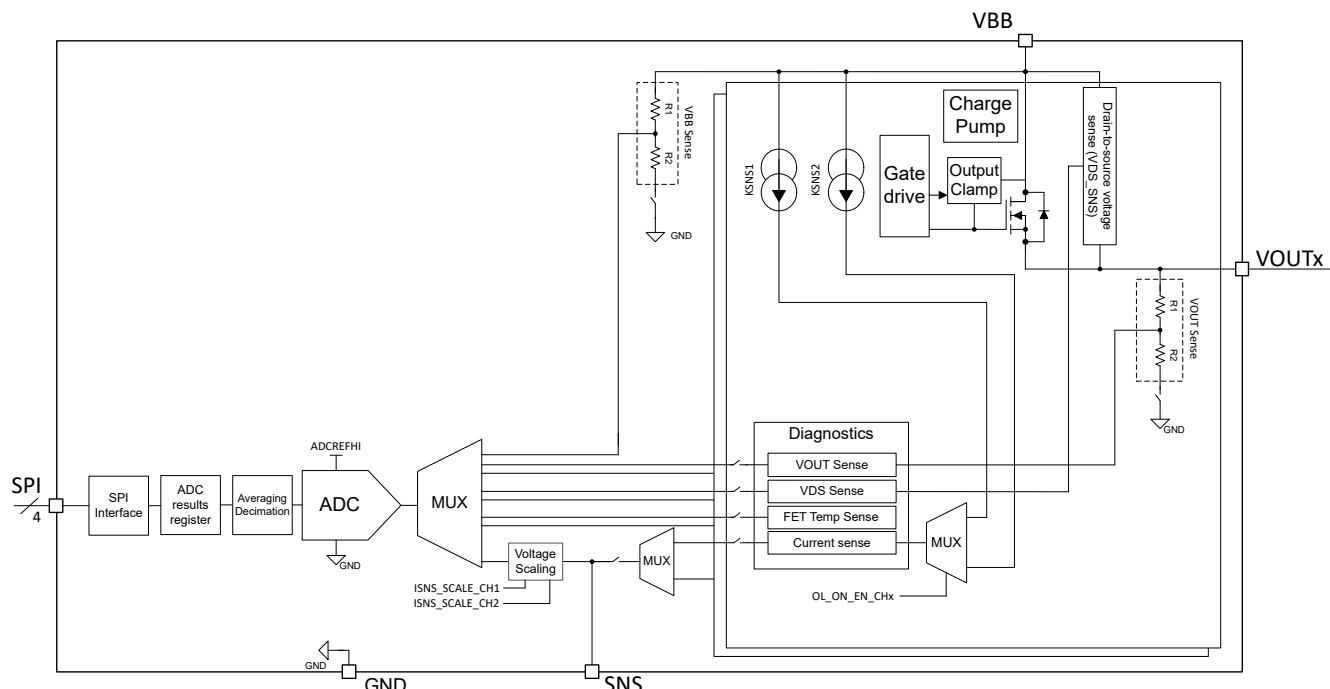 VBB
R1
R2
VBB Sense
GND
KSNS1
KSNS2
Charge
Pump
Gate
drive
Output
Clamp
Drain-to-source voltage
sense (VDS_SNS)
VOUTx
R1
R2
VOUT Sense
GND
Diagnostics
VOUT Sense
VDS Sense
FET Temp Sense
Current sense
MUX
OL_ON_EN_CHx
SPI
4
SPI
Interface
ADC
results
register
Averaging
Decimation
ADCREFHI
ADC
GND
MUX
Voltage
Scaling
ISNS_SCALE_CH1
ISNS_SCALE_CH2
MUX
GND
GND
SNS